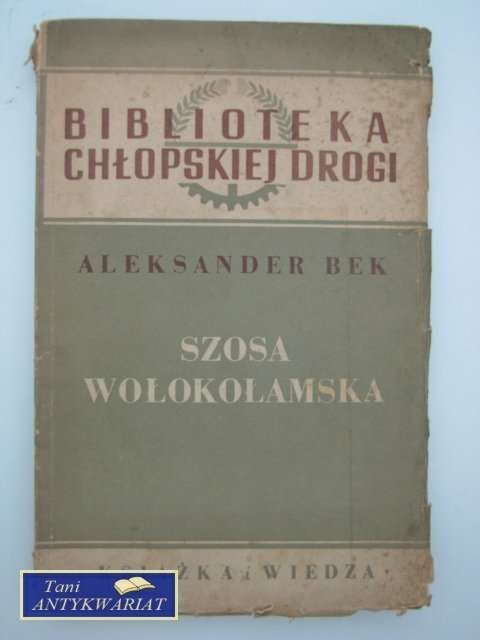 BIBLIOTEKA
CHŁOPSKIEJ DROGI
ALEKSANDER BEK
SZOSA
WOŁOKOŁAMSKA
KSIĄŻKA i WIEDZA
Tani
ANTYKWARIAT